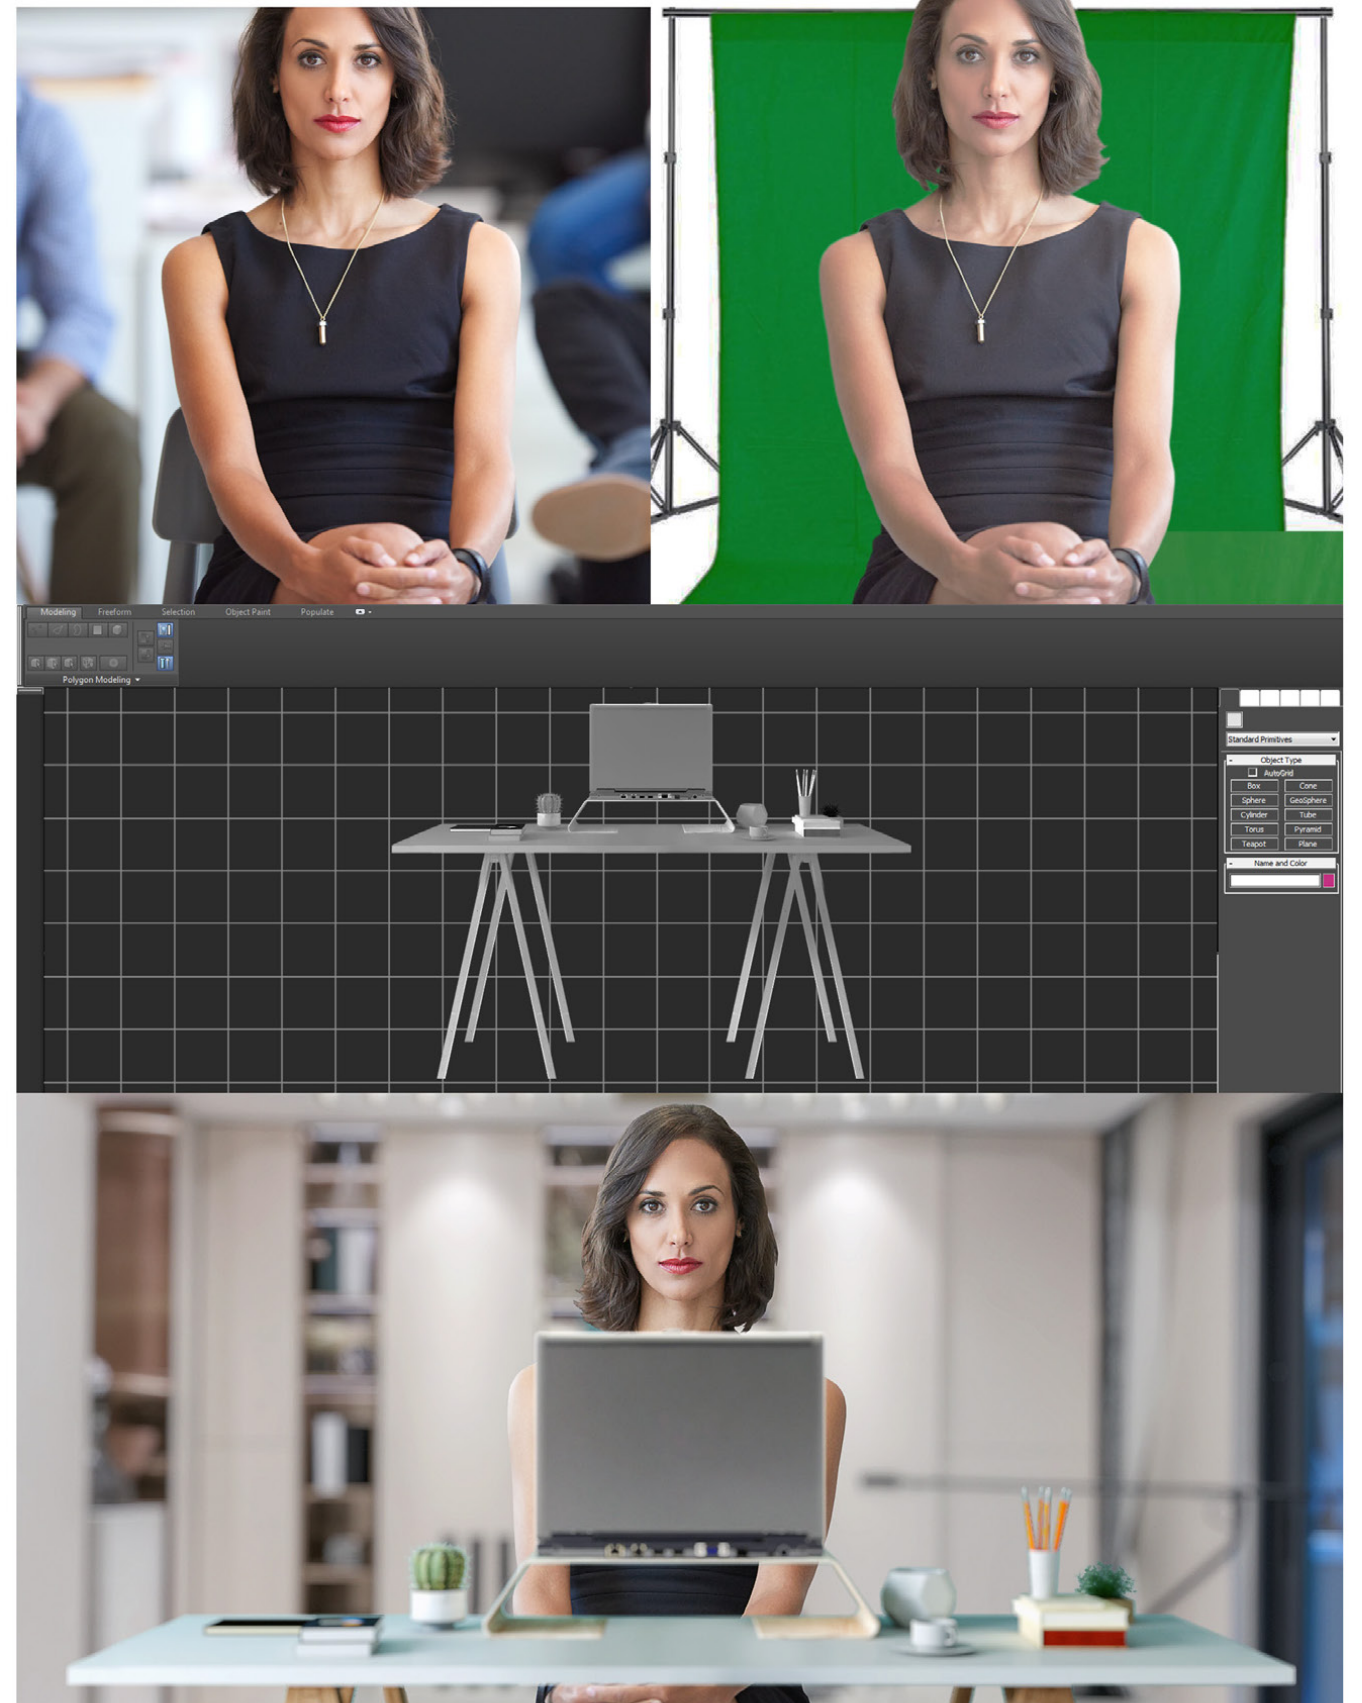 Modeling Freeform Selection Object Paint Populate
Polygon Modeling
Standard Primitives
- Object Type
AutoGrid
Box Cone
Sphere GeoSphere
Cylinder Tube
Torus Pyramid
Teapot Plane
- Name and Color